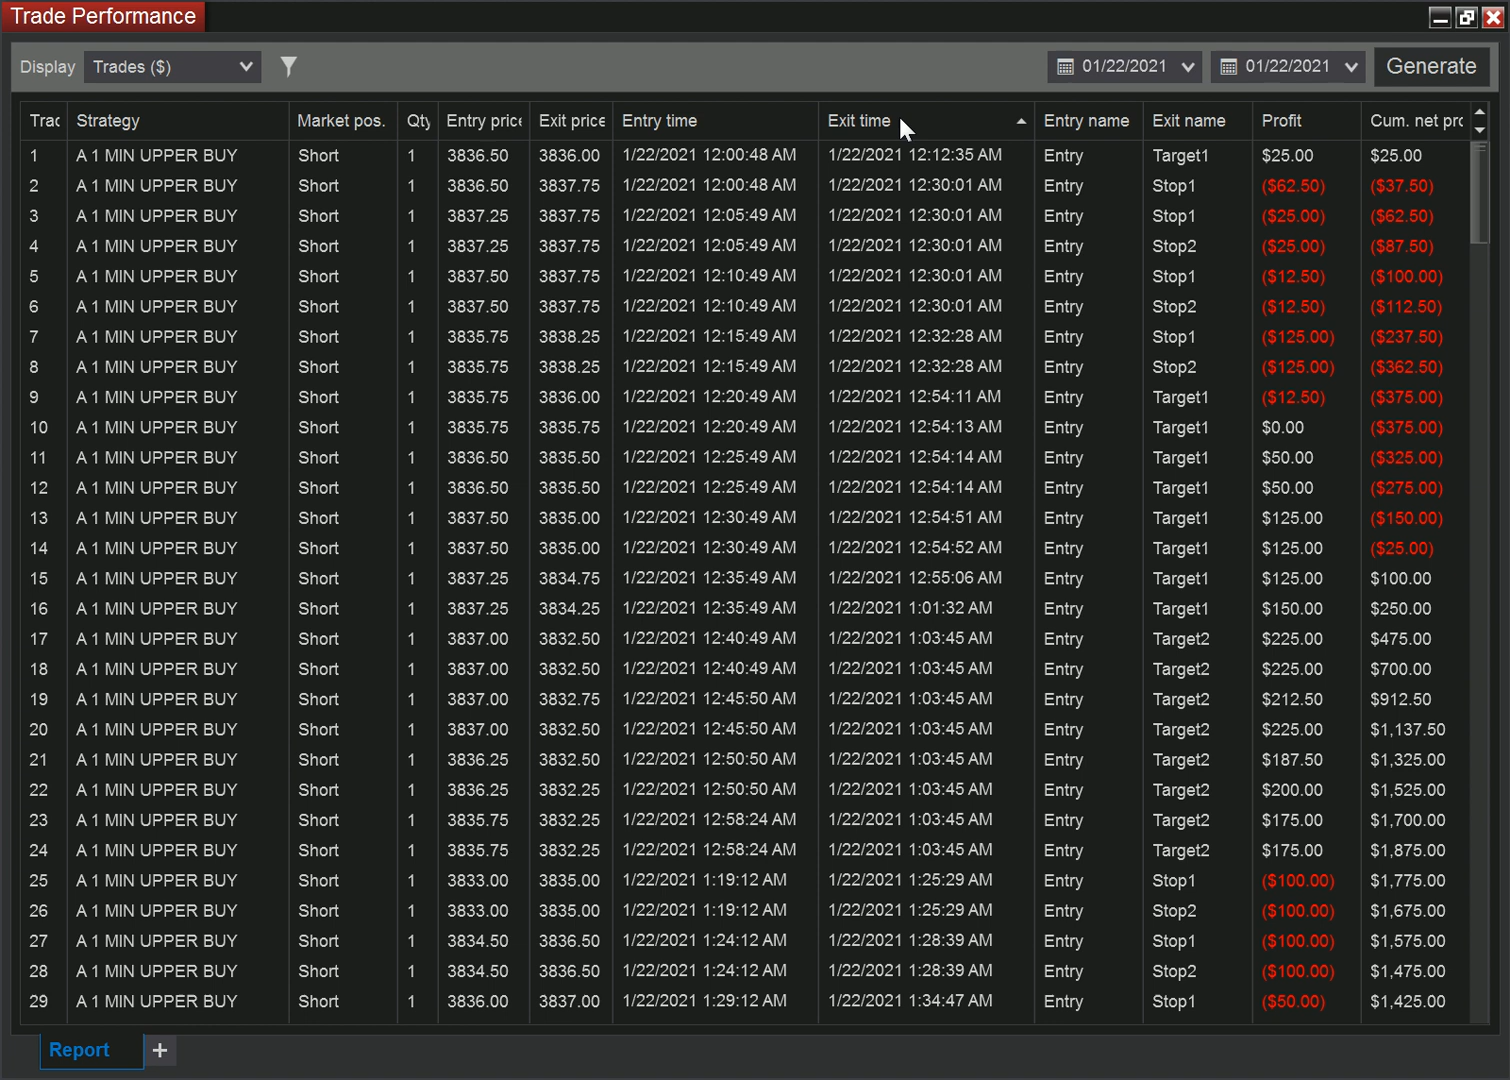 Trade Performance
Display Trades ($) 01/22/2021 01/22/2021 Generate
Trac Strategy Market pos. Qty Entry price Exit price Entry time Exit time Entry name Exit name Profit Cum. net pro
1 A 1 MIN UPPER BUY Short 1 3836.50 3836.00 1/22/2021 12:00:48 AM 1/22/2021 12:12:35 AM Entry Target1 $25.00 $25.00
2 A 1 MIN UPPER BUY Short 1 3836.50 3837.75 1/22/2021 12:00:48 AM 1/22/2021 12:30:01 AM Entry Stop1 ($62.50) ($37.50)
3 A 1 MIN UPPER BUY Short 1 3837.25 3837.75 1/22/2021 12:05:49 AM 1/22/2021 12:30:01 AM Entry Stop1 ($25.00) ($62.50)
4 A 1 MIN UPPER BUY Short 1 3837.25 3837.75 1/22/2021 12:05:49 AM 1/22/2021 12:30:01 AM Entry Stop2 ($25.00) ($87.50)
5 A 1 MIN UPPER BUY Short 1 3837.50 3837.75 1/22/2021 12:10:49 AM 1/22/2021 12:30:01 AM Entry Stop1 ($12.50) ($100.00)
6 A 1 MIN UPPER BUY Short 1 3837.50 3837.75 1/22/2021 12:10:49 AM 1/22/2021 12:30:01 AM Entry Stop2 ($12.50) ($112.50)
7 A 1 MIN UPPER BUY Short 1 3835.75 3838.25 1/22/2021 12:15:49 AM 1/22/2021 12:32:28 AM Entry Stop1 ($125.00) ($237.50)
8 A 1 MIN UPPER BUY Short 1 3835.75 3838.25 1/22/2021 12:15:49 AM 1/22/2021 12:32:28 AM Entry Stop2 ($125.00) ($362.50)
9 A 1 MIN UPPER BUY Short 1 3835.75 3836.00 1/22/2021 12:20:49 AM 1/22/2021 12:54:11 AM Entry Target1 ($12.50) ($375.00)
10 A 1 MIN UPPER BUY Short 1 3835.75 3835.75 1/22/2021 12:20:49 AM 1/22/2021 12:54:13 AM Entry Target1 $0.00 ($375.00)
11 A 1 MIN UPPER BUY Short 1 3836.50 3835.50 1/22/2021 12:25:49 AM 1/22/2021 12:54:14 AM Entry Target1 $50.00 ($325.00)
12 A 1 MIN UPPER BUY Short 1 3836.50 3835.50 1/22/2021 12:25:49 AM 1/22/2021 12:54:14 AM Entry Target1 $50.00 ($275.00)
13 A 1 MIN UPPER BUY Short 1 3837.50 3835.00 1/22/2021 12:30:49 AM 1/22/2021 12:54:51 AM Entry Target1 $125.00 ($150.00)
14 A 1 MIN UPPER BUY Short 1 3837.50 3835.00 1/22/2021 12:30:49 AM 1/22/2021 12:54:52 AM Entry Target1 $125.00 ($25.00)
15 A 1 MIN UPPER BUY Short 1 3837.25 3834.75 1/22/2021 12:35:49 AM 1/22/2021 12:55:06 AM Entry Target1 $125.00 $100.00
16 A 1 MIN UPPER BUY Short 1 3837.25 3834.25 1/22/2021 12:35:49 AM 1/22/2021 1:01:32 AM Entry Target1 $150.00 $250.00
17 A 1 MIN UPPER BUY Short 1 3837.00 3832.50 1/22/2021 12:40:49 AM 1/22/2021 1:03:45 AM Entry Target2 $225.00 $475.00
18 A 1 MIN UPPER BUY Short 1 3837.00 3832.50 1/22/2021 12:40:49 AM 1/22/2021 1:03:45 AM Entry Target2 $225.00 $700.00
19 A 1 MIN UPPER BUY Short 1 3837.00 3832.75 1/22/2021 12:45:50 AM 1/22/2021 1:03:45 AM Entry Target2 $212.50 $912.50
20 A 1 MIN UPPER BUY Short 1 3837.00 3832.50 1/22/2021 12:45:50 AM 1/22/2021 1:03:45 AM Entry Target2 $225.00 $1,137.50
21 A 1 MIN UPPER BUY Short 1 3836.25 3832.50 1/22/2021 12:50:50 AM 1/22/2021 1:03:45 AM Entry Target2 $187.50 $1,325.00
22 A 1 MIN UPPER BUY Short 1 3836.25 3832.25 1/22/2021 12:50:50 AM 1/22/2021 1:03:45 AM Entry Target2 $200.00 $1,525.00
23 A 1 MIN UPPER BUY Short 1 3835.75 3832.25 1/22/2021 12:58:24 AM 1/22/2021 1:03:45 AM Entry Target2 $175.00 $1,700.00
24 A 1 MIN UPPER BUY Short 1 3835.75 3832.25 1/22/2021 12:58:24 AM 1/22/2021 1:03:45 AM Entry Target2 $175.00 $1,875.00
25 A 1 MIN UPPER BUY Short 1 3833.00 3835.00 1/22/2021 1:19:12 AM 1/22/2021 1:25:29 AM Entry Stop1 ($100.00) $1,775.00
26 A 1 MIN UPPER BUY Short 1 3833.00 3835.00 1/22/2021 1:19:12 AM 1/22/2021 1:25:29 AM Entry Stop2 ($100.00) $1,675.00
27 A 1 MIN UPPER BUY Short 1 3834.50 3836.50 1/22/2021 1:24:12 AM 1/22/2021 1:28:39 AM Entry Stop1 ($100.00) $1,575.00
28 A 1 MIN UPPER BUY Short 1 3834.50 3836.50 1/22/2021 1:24:12 AM 1/22/2021 1:28:39 AM Entry Stop2 ($100.00) $1,475.00
29 A 1 MIN UPPER BUY Short 1 3836.00 3837.00 1/22/2021 1:29:12 AM 1/22/2021 1:34:47 AM Entry Stop1 ($50.00) $1,425.00
Report +